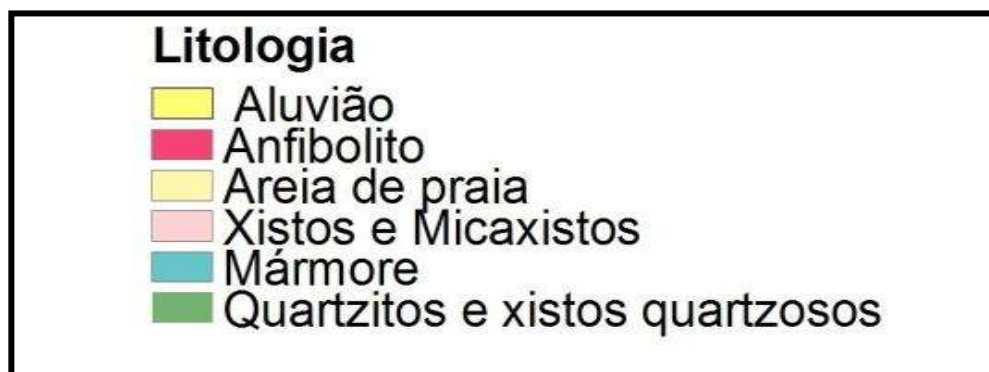 Litologia
Aluvião
Anfibolito
Areia de praia
Xistos e Micaxistos
Mármore
Quartzitos e xistos quartzosos